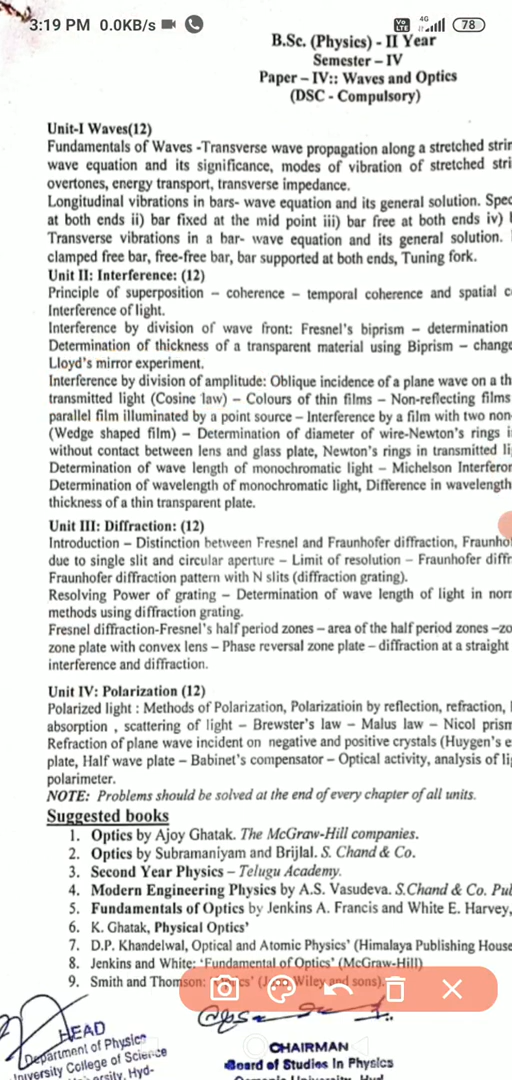 3:19 PM 0.0KB/s
Vo LTE 4G 78
B.Sc. (Physics) - II Year
Semester – IV
Paper – IV:: Waves and Optics
(DSC - Compulsory)
Unit-I Waves(12)
Fundamentals of Waves -Transverse wave propagation along a stretched
wave equation and its significance, modes of vibration of stretched
overtones, energy transport, transverse impedance.
Longitudinal vibrations in bars- wave equation and its general solution.
at both ends ii) bar fixed at the mid point iii) bar free at both ends iv)
Transverse vibrations in a bar- wave equation and its general solution.
clamped free bar, free-free bar, bar supported at both ends, Tuning fork.
Unit II: Interference: (12)
Principle of superposition – coherence – temporal coherence and spatial
Interference of light.
Interference by division of wave front: Fresnel's biprism – determination
Determination of thickness of a transparent material using Biprism –
Lloyd's mirror experiment.
Interference by division of amplitude: Oblique incidence of a plane wave on a
transmitted light (Cosine law) – Colours of thin films – Non-reflecting films
parallel film illuminated by a point source – Interference by a film with two non
(Wedge shaped film) – Determination of diameter of wire-Newton's rings
without contact between lens and glass plate, Newton's rings in transmitted
Determination of wave length of monochromatic light – Michelson
Determination of wavelength of monochromatic light, Difference in wavelength
thickness of a thin transparent plate.
Unit III: Diffraction: (12)
Introduction – Distinction between Fresnel and Fraunhofer diffraction,
due to single slit and circular aperture – Limit of resolution – Fraunhofer
Fraunhofer diffraction pattern with N slits (diffraction grating).
Resolving Power of grating – Determination of wave length of light in
methods using diffraction grating.
Fresnel diffraction-Fresnel's half period zones – area of the half period zones –
zone plate with convex lens – Phase reversal zone plate – diffraction at a straight
interference and diffraction.
Unit IV: Polarization (12)
Polarized light : Methods of Polarization, Polarizatioin by reflection, refraction,
absorption , scattering of light – Brewster's law – Malus law – Nicol
Refraction of plane wave incident on negative and positive crystals (Huygen's
plate, Half wave plate – Babinet's compensator – Optical activity, analysis of
polarimeter.
NOTE: Problems should be solved at the end of every chapter of all units.
Suggested books
1. Optics by Ajoy Ghatak. The McGraw-Hill companies.
2. Optics by Subramaniyam and Brijlal. S. Chand & Co.
3. Second Year Physics – Telugu Academy.
4. Modern Engineering Physics by A.S. Vasudeva. S.Chand & Co.
5. Fundamentals of Optics by Jenkins A. Francis and White E. Harvey,
6. K. Ghatak, Physical Optics'
7. D.P. Khandelwal, Optical and Atomic Physics' (Himalaya Publishing House
8. Jenkins and White: 'Fundamental of Optics' (McGraw-Hill)
9. Smith and Thomson: Wiley and sons).
HEAD
Department of Physics
University College of Science
Hyd-
CHAIRMAN
Board of Studies in Physics